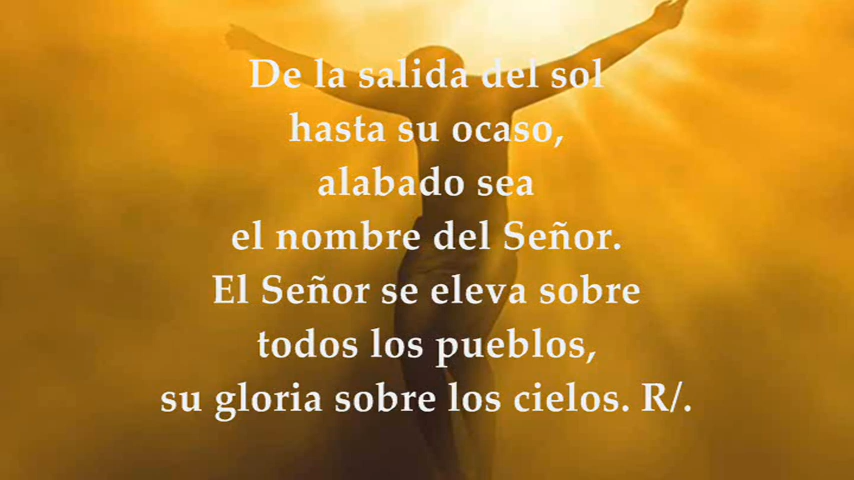 De la salida del sol
hasta su ocaso,
alabado sea
el nombre del Señor.
El Señor se eleva sobre
todos los pueblos,
su gloria sobre los cielos. R/.